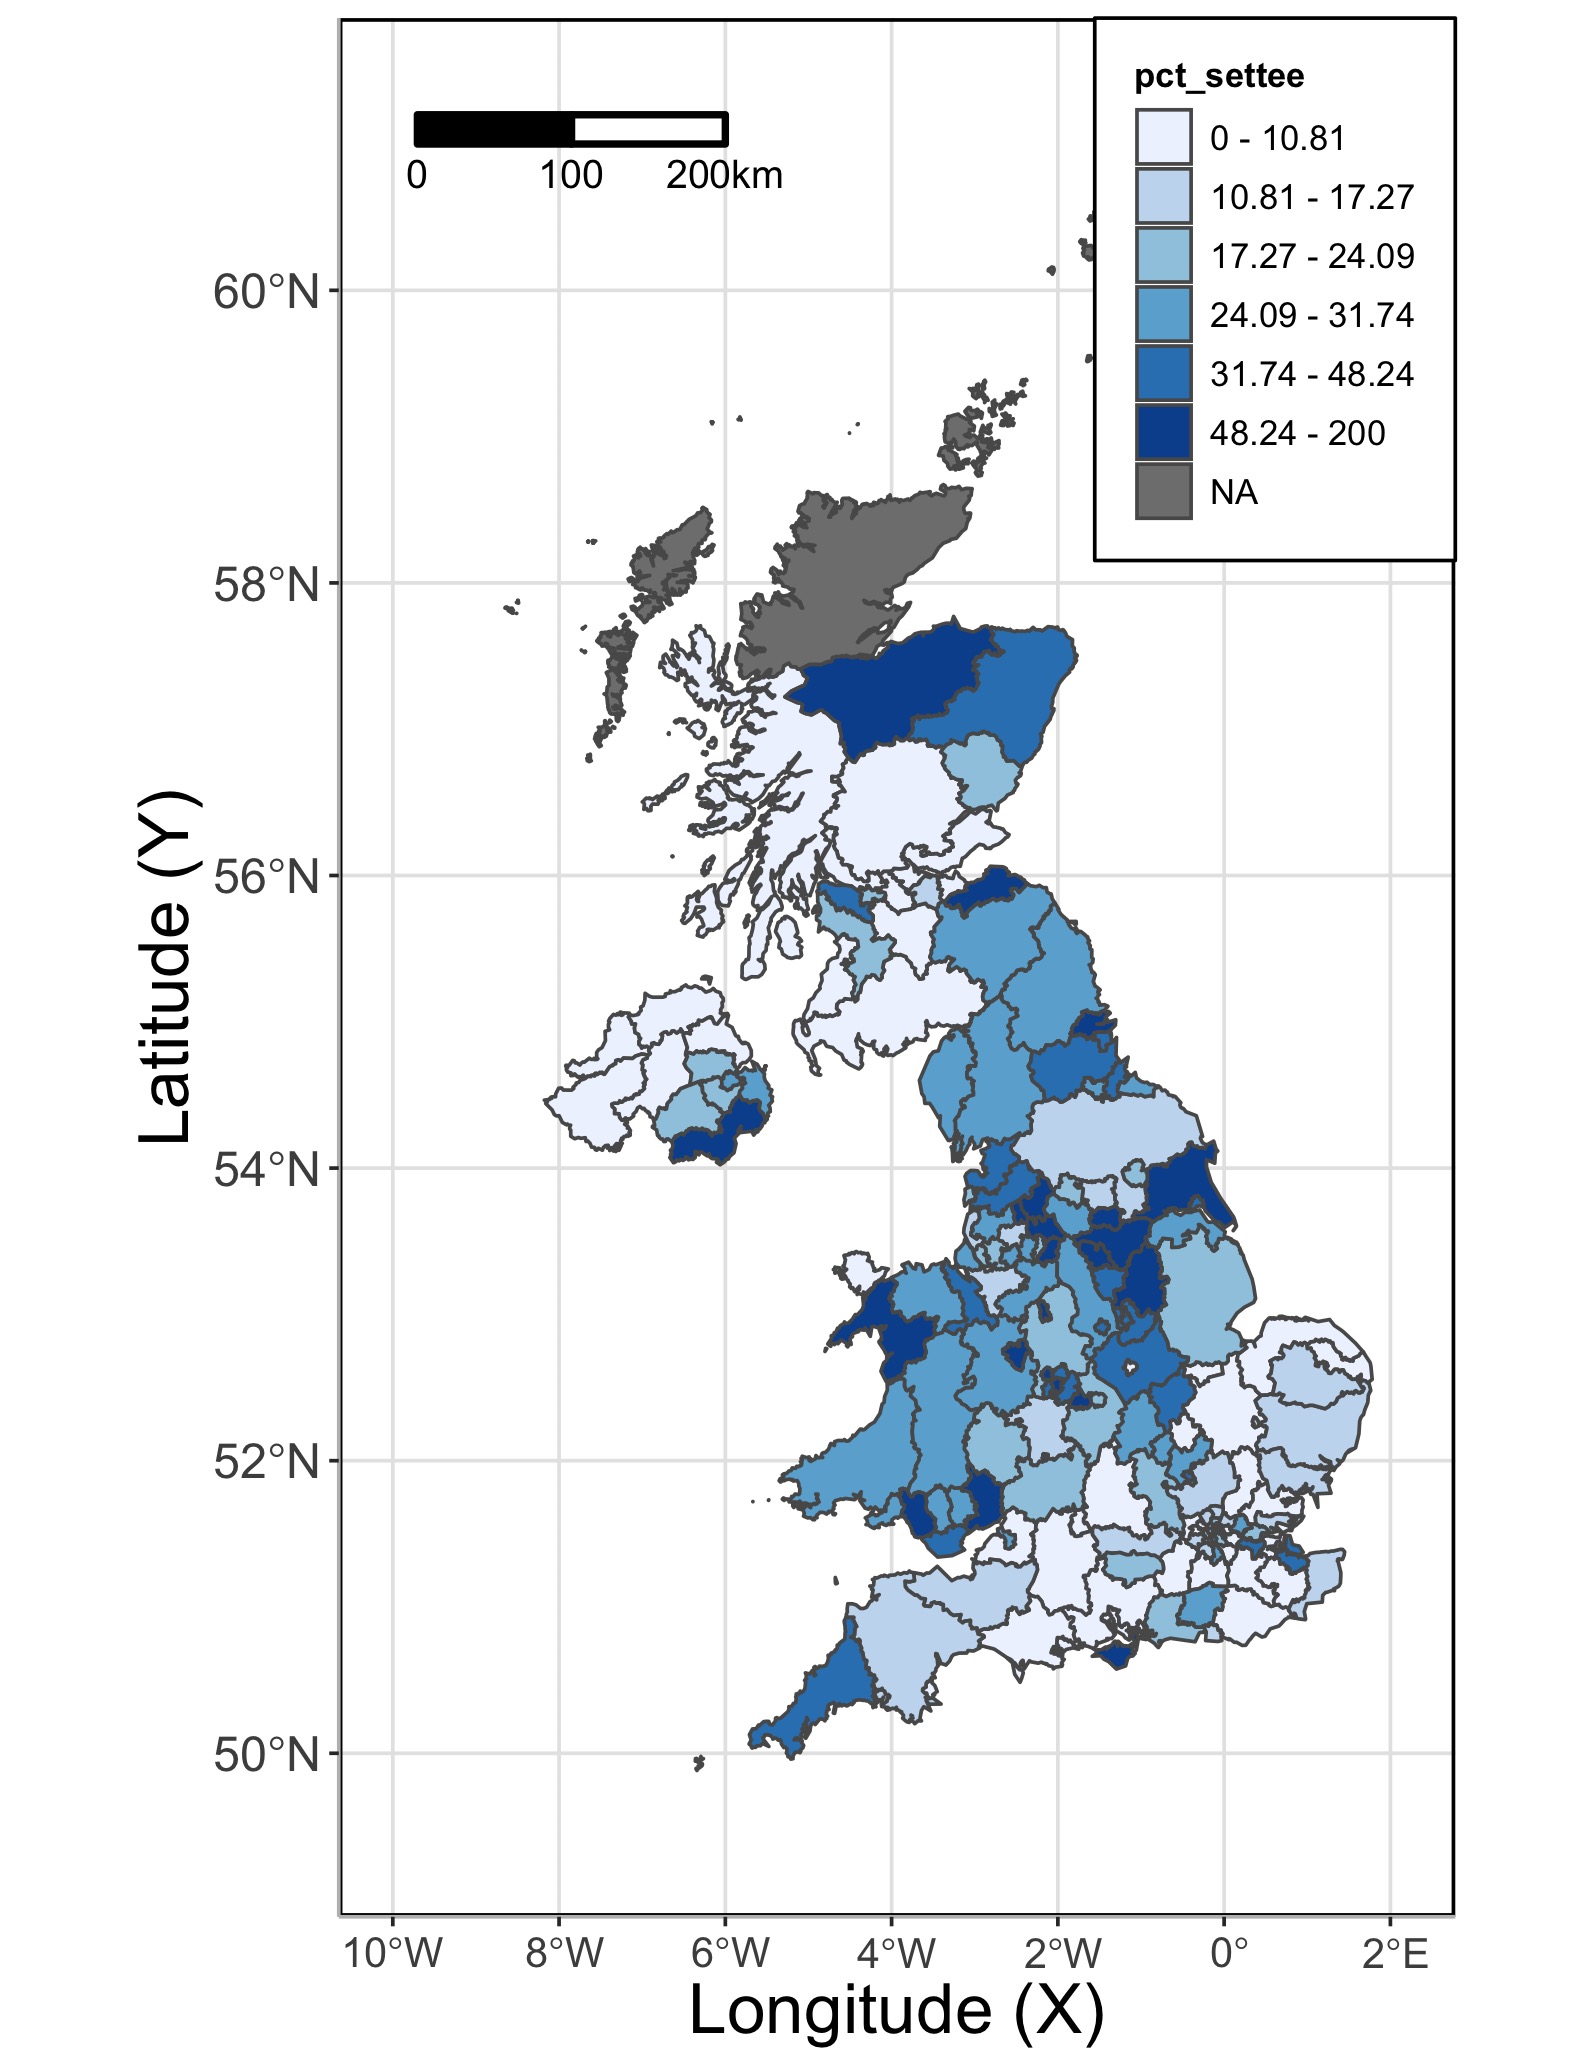 pct_settee
0 - 10.81
10.81 - 17.27
17.27 - 24.09
24.09 - 31.74
31.74 - 48.24
48.24 - 200
NA
0 100 200km
60°N
58°N
56°N
54°N
52°N
50°N
Latitude (Y)
10°W 8°W 6°W 4°W 2°W 0° 2°E
Longitude (X)